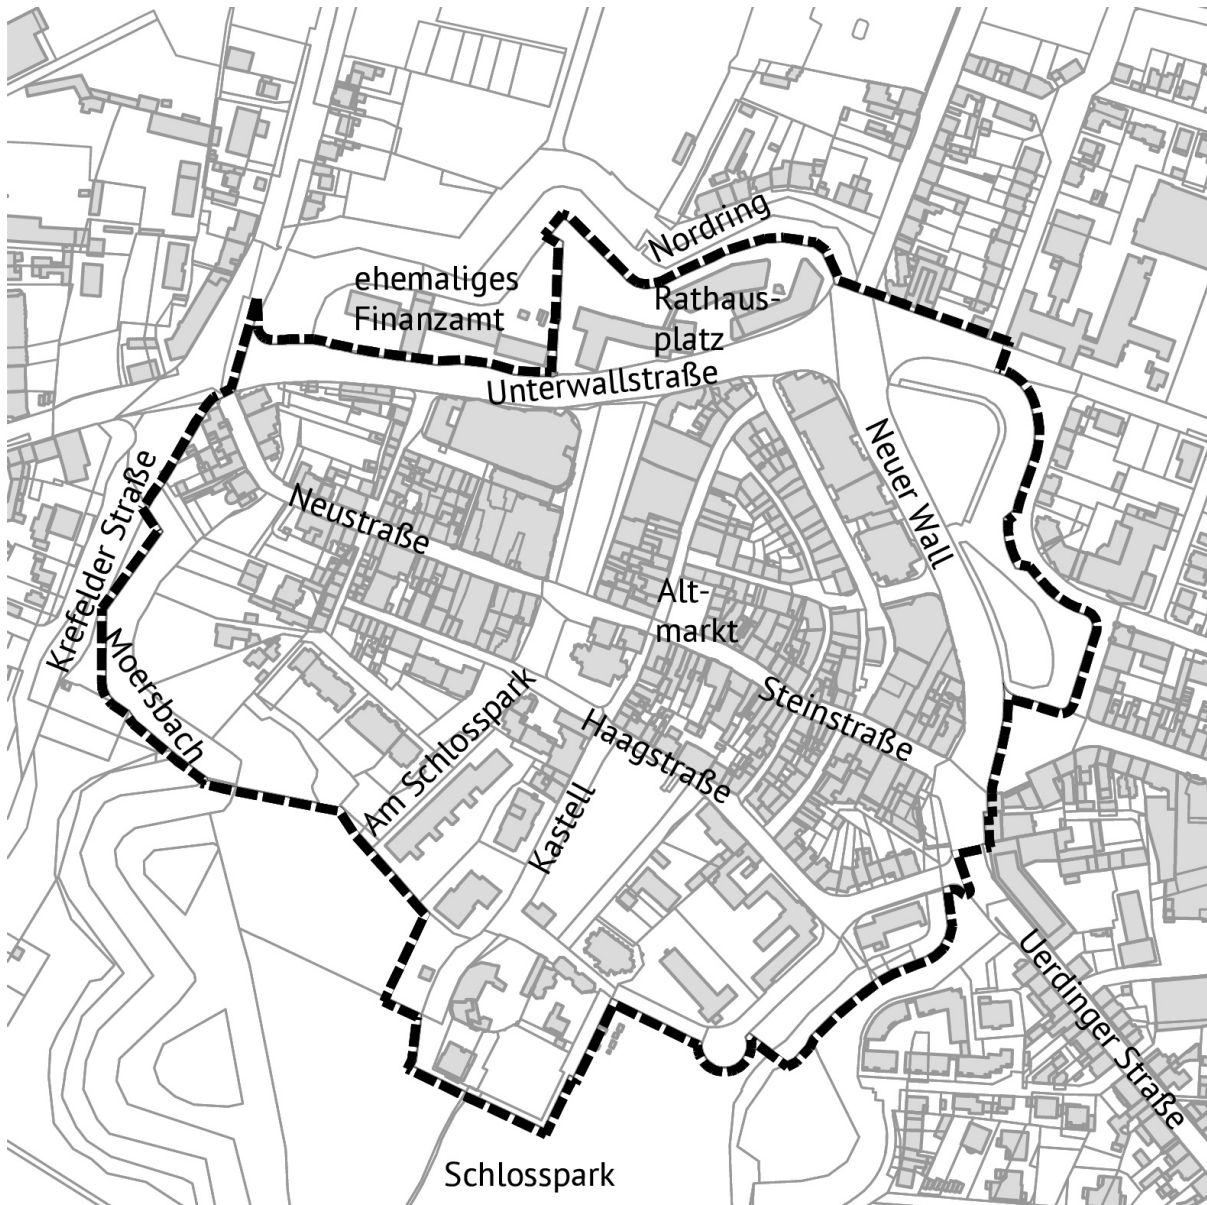 Nordring
ehemaliges
Finanzamt
Rathaus-
platz
Unterwallstraße
Neuer Wall
Krefelder Straße
Neustraße
Alt-
markt
Moersbach
Am Schlosspark
Haagstraße
Steinstraße
Kastell
Uerdinger Straße
Schlosspark